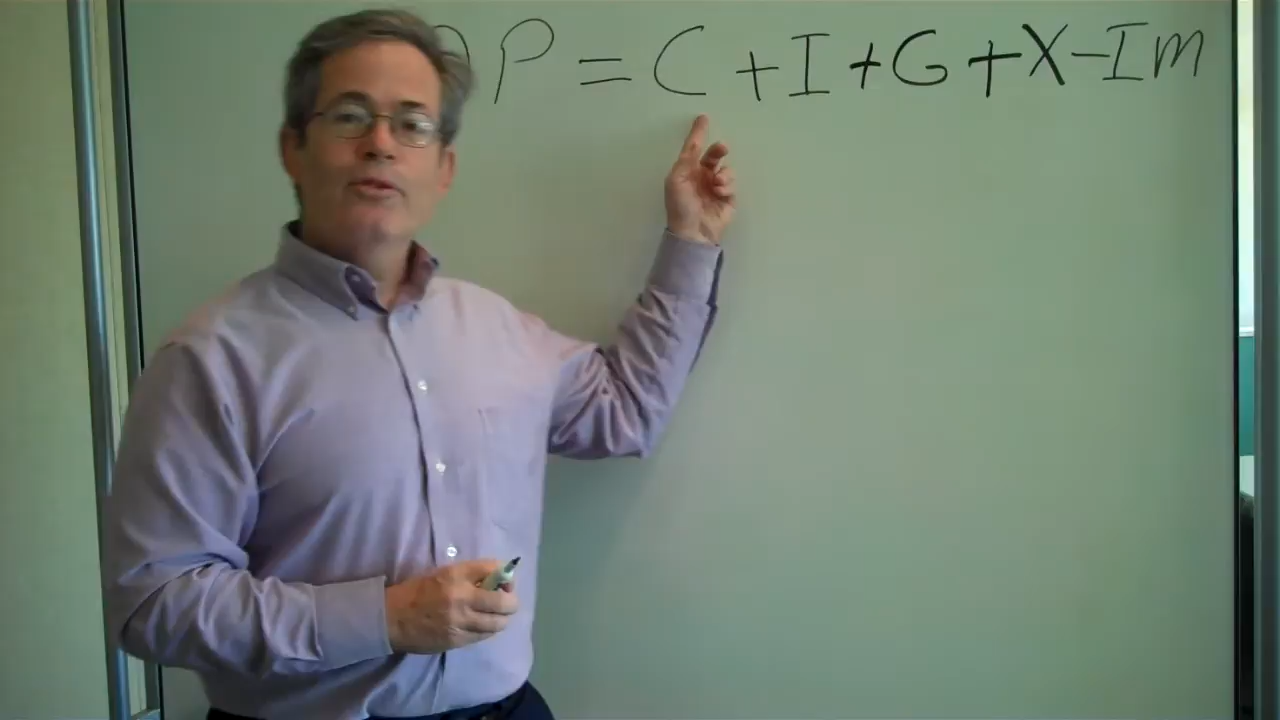 P = C + I + G + X - Im